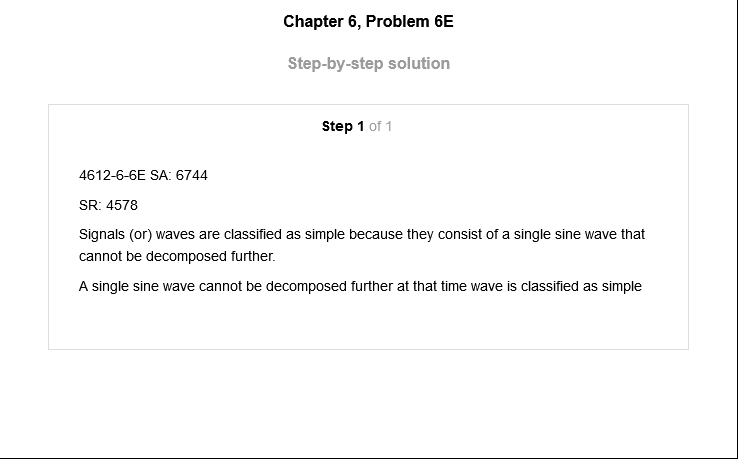 Chapter 6, Problem 6E
Step-by-step solution
Step 1 of 1
4612-6-6E SA: 6744
SR: 4578
Signals (or) waves are classified as simple because they consist of a single sine wave that
cannot be decomposed further.
A single sine wave cannot be decomposed further at that time wave is classified as simple